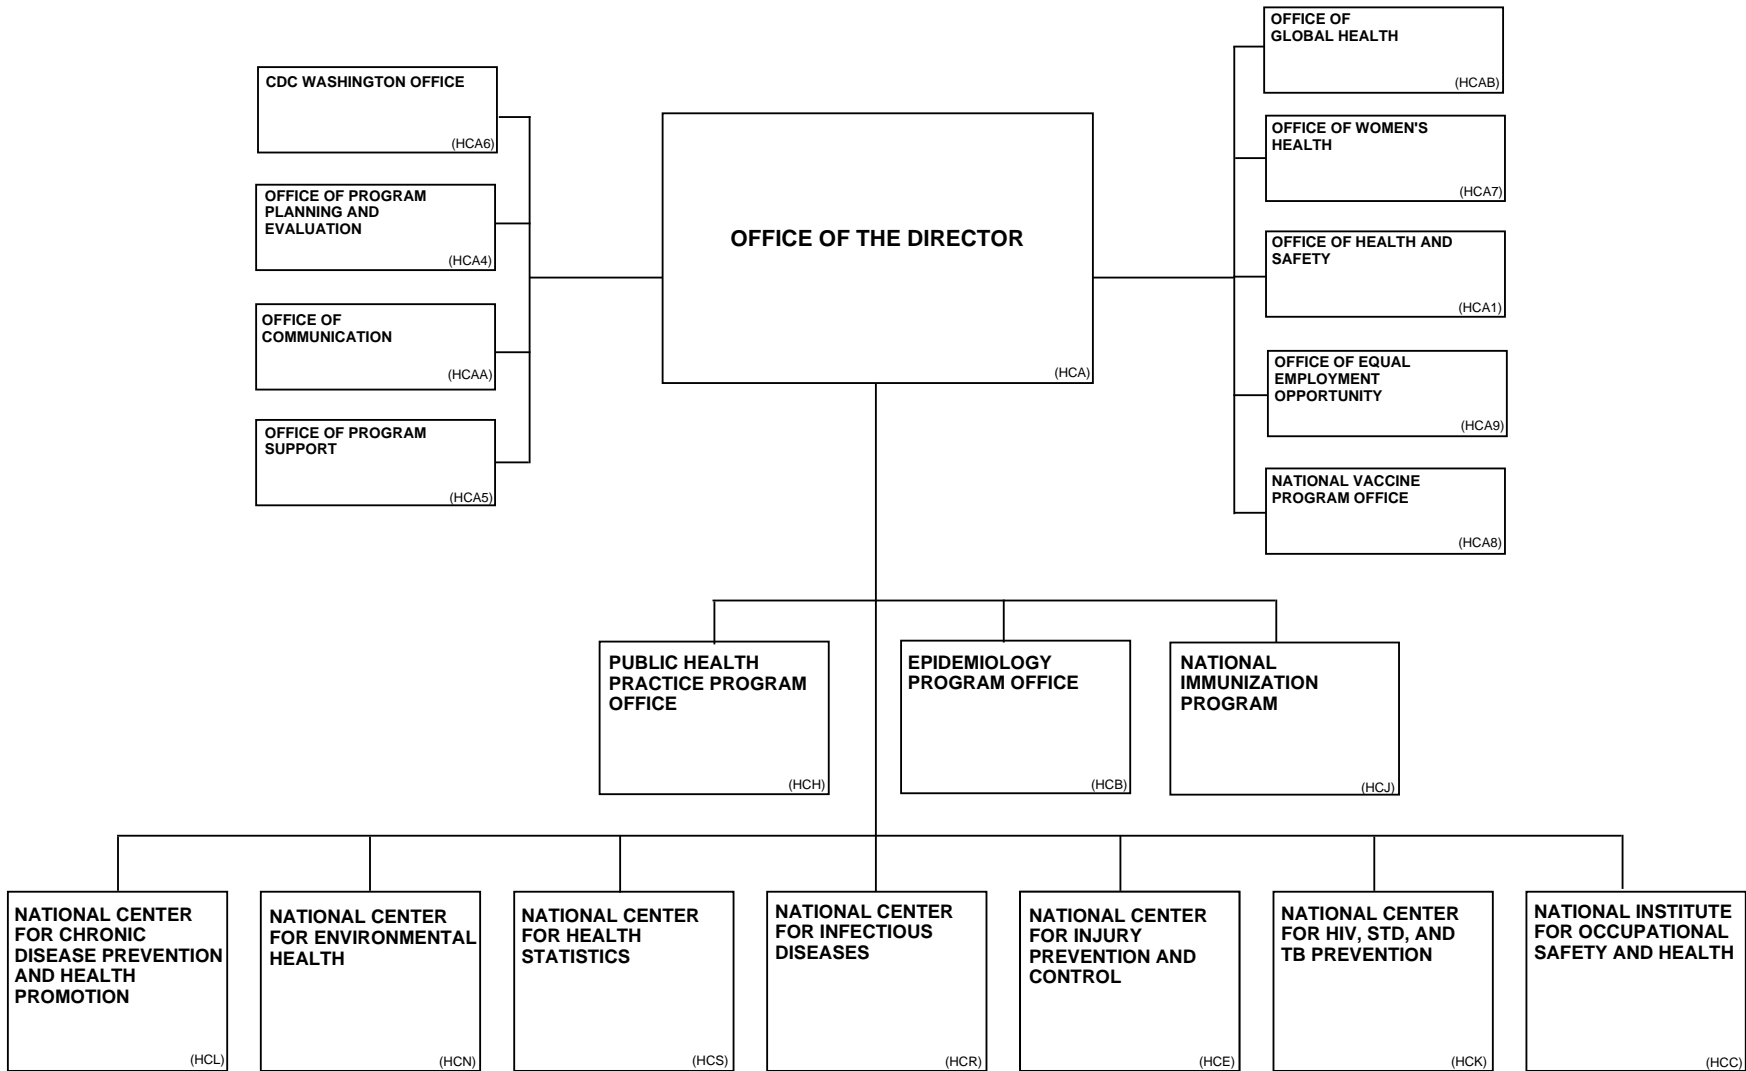 CDC WASHINGTON OFFICE
(HCA6)
OFFICE OF PROGRAM
PLANNING AND
EVALUATION
(HCA4)
OFFICE OF
COMMUNICATION
(HCAA)
OFFICE OF PROGRAM
SUPPORT
(HCA5)
OFFICE OF THE DIRECTOR
(HCA)
OFFICE OF
GLOBAL HEALTH
(HCAB)
OFFICE OF WOMEN'S
HEALTH
(HCA7)
OFFICE OF HEALTH AND
SAFETY
(HCA1)
OFFICE OF EQUAL
EMPLOYMENT
OPPORTUNITY
(HCA9)
NATIONAL VACCINE
PROGRAM OFFICE
(HCA8)
PUBLIC HEALTH
PRACTICE PROGRAM
OFFICE
(HCH)
EPIDEMIOLOGY
PROGRAM OFFICE
(HCB)
NATIONAL
IMMUNIZATION
PROGRAM
(HCJ)
NATIONAL CENTER
FOR CHRONIC
DISEASE PREVENTION
AND HEALTH
PROMOTION
(HCL)
NATIONAL CENTER
FOR ENVIRONMENTAL
HEALTH
(HCN)
NATIONAL CENTER
FOR HEALTH
STATISTICS
(HCS)
NATIONAL CENTER
FOR INFECTIOUS
DISEASES
(HCR)
NATIONAL CENTER
FOR INJURY
PREVENTION AND
CONTROL
(HCE)
NATIONAL CENTER
FOR HIV, STD, AND
TB PREVENTION
(HCK)
NATIONAL INSTITUTE
FOR OCCUPATIONAL
SAFETY AND HEALTH
(HCC)